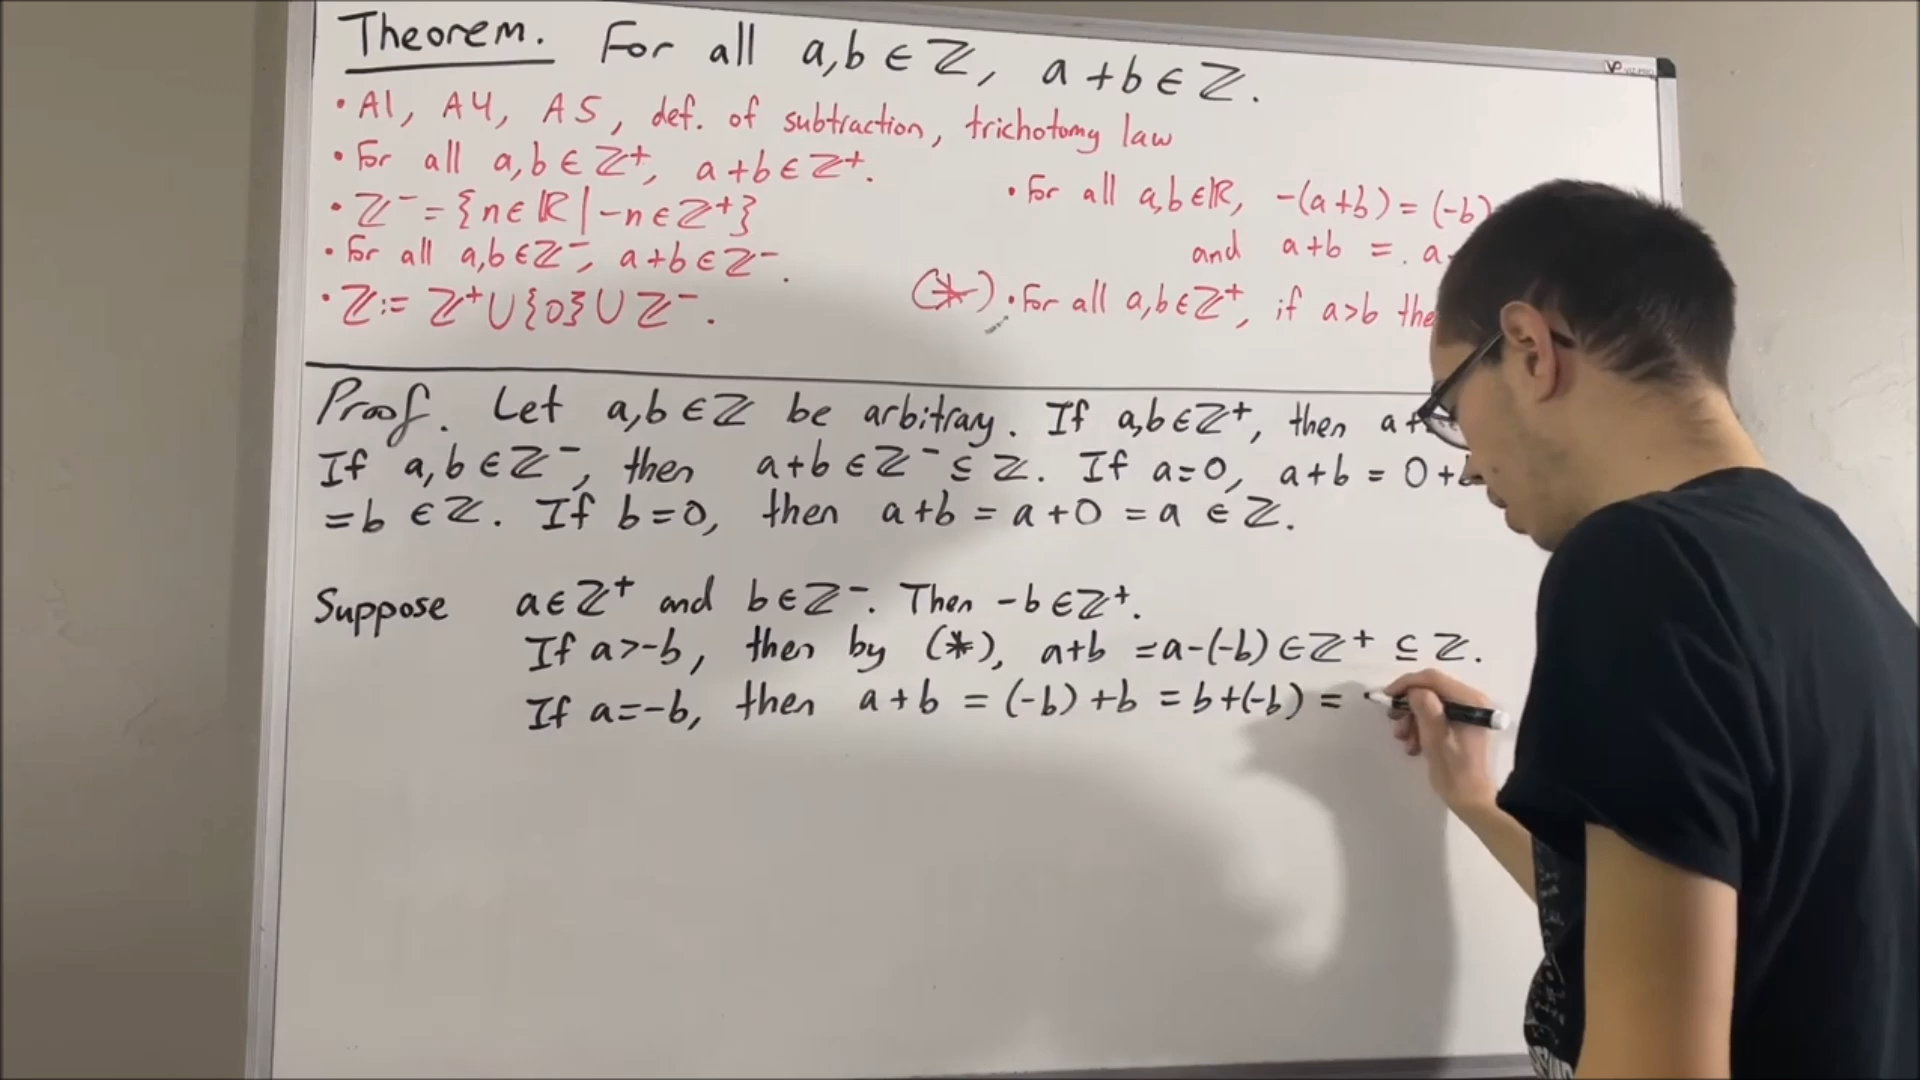 Theorem. For all a,b ∈ ℤ, a+b ∈ ℤ.
• A1, A4, A5, def. of subtraction, trichotomy law
• For all a,b ∈ ℤ⁺, a+b ∈ ℤ⁺.
• ℤ⁻ = {n ∈ ℝ | -n ∈ ℤ⁺}
• For all a,b ∈ ℤ⁻, a+b ∈ ℤ⁻.
• ℤ := ℤ⁺ ∪ {0} ∪ ℤ⁻.
• For all a,b ∈ ℝ, -(a+b) = (-b)
and a+b = a
(*) • For all a,b ∈ ℤ⁺, if a>b the
Proof. Let a,b ∈ ℤ be arbitray. If a,b ∈ ℤ⁺, then a+
If a,b ∈ ℤ⁻, then a+b ∈ ℤ⁻ ⊆ ℤ. If a=0, a+b = 0+
=b ∈ ℤ. If b=0, then a+b = a+0 = a ∈ ℤ.
Suppose a ∈ ℤ⁺ and b ∈ ℤ⁻. Then -b ∈ ℤ⁺.
If a>-b, then by (*), a+b = a-(-b) ∈ ℤ⁺ ⊆ ℤ.
If a=-b, then a+b = (-b)+b = b+(-b) =